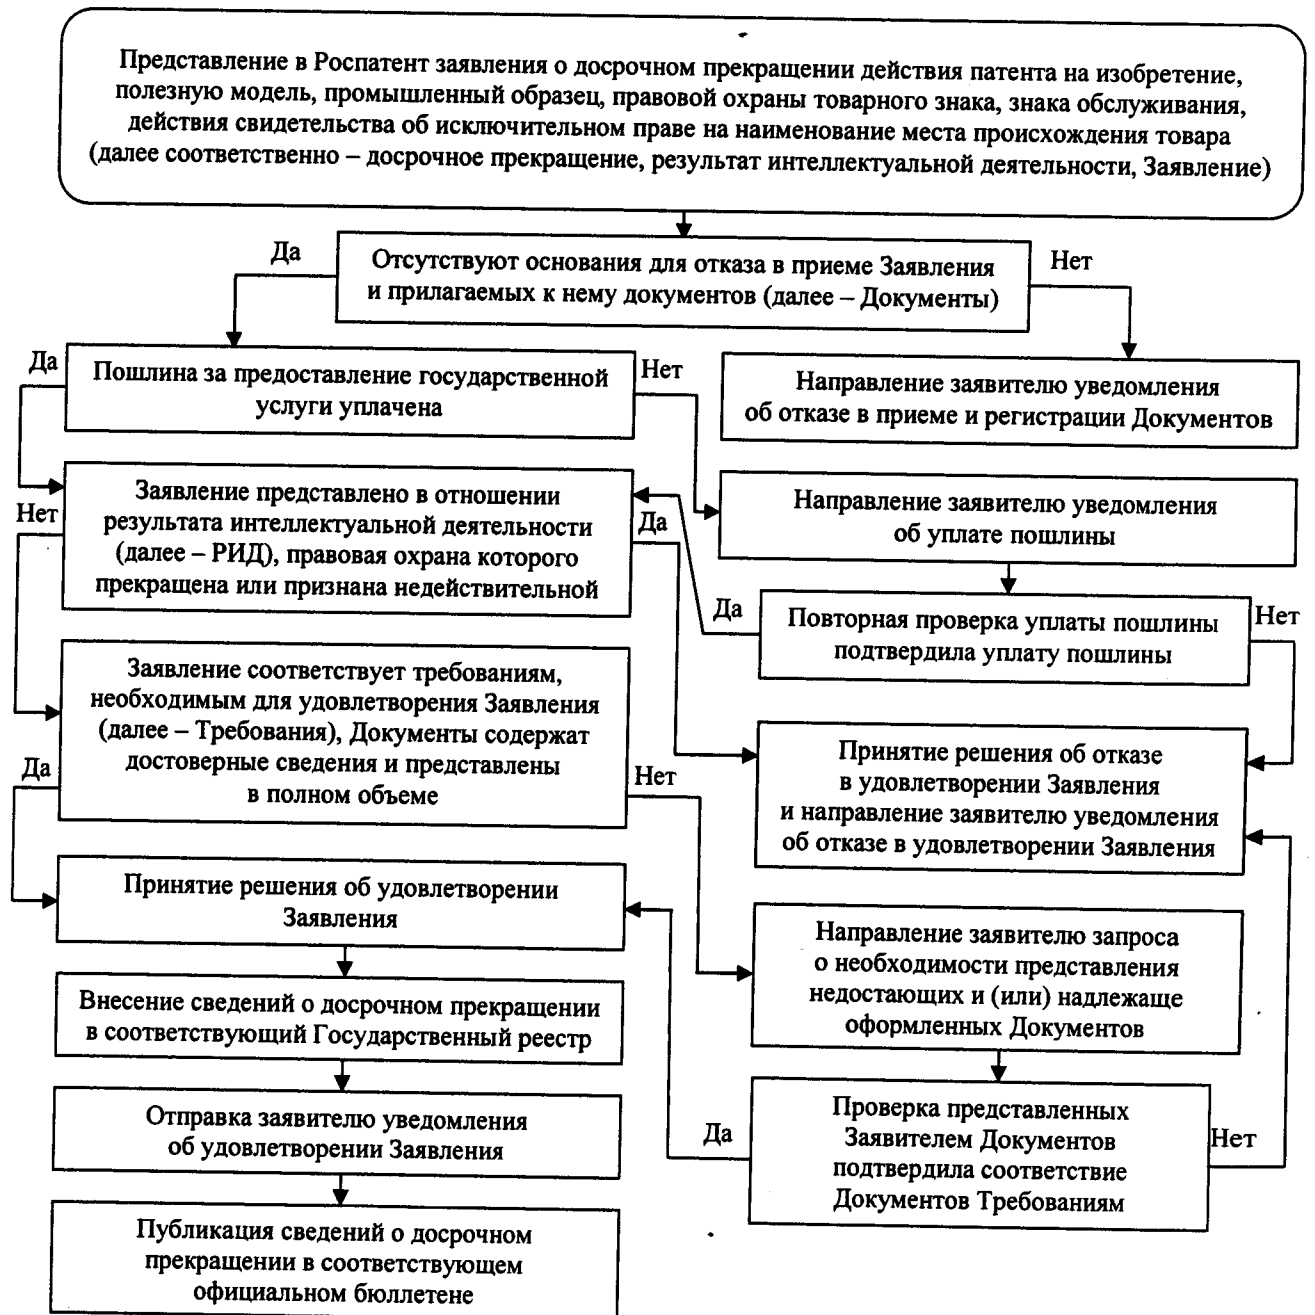 Представление в Роспатент заявления о досрочном прекращении действия патента на изобретение,
полезную модель, промышленный образец, правовой охраны товарного знака, знака обслуживания,
действия свидетельства об исключительном праве на наименование места происхождения товара
(далее соответственно – досрочное прекращение, результат интеллектуальной деятельности, Заявление)
Да
Отсутствуют основания для отказа в приеме Заявления
и прилагаемых к нему документов (далее – Документы)
Нет
Да
Пошлина за предоставление государственной
услуги уплачена
Нет
Направление заявителю уведомления
об отказе в приеме и регистрации Документов
Нет
Заявление представлено в отношении
результата интеллектуальной деятельности
(далее – РИД), правовая охрана которого
прекращена или признана недействительной
Да
Направление заявителю уведомления
об уплате пошлины
Да
Повторная проверка уплаты пошлины
подтвердила уплату пошлины
Нет
Заявление соответствует требованиям,
необходимым для удовлетворения Заявления
(далее – Требования), Документы содержат
достоверные сведения и представлены
в полном объеме
Да
Нет
Принятие решения об отказе
в удовлетворении Заявления
и направление заявителю уведомления
об отказе в удовлетворении Заявления
Принятие решения об удовлетворении
Заявления
Направление заявителю запроса
о необходимости представления
недостающих и (или) надлежаще
оформленных Документов
Внесение сведений о досрочном прекращении
в соответствующий Государственный реестр
Отправка заявителю уведомления
об удовлетворении Заявления
Да
Проверка представленных
Заявителем Документов
подтвердила соответствие
Документов Требованиям
Нет
Публикация сведений о досрочном
прекращении в соответствующем
официальном бюллетене